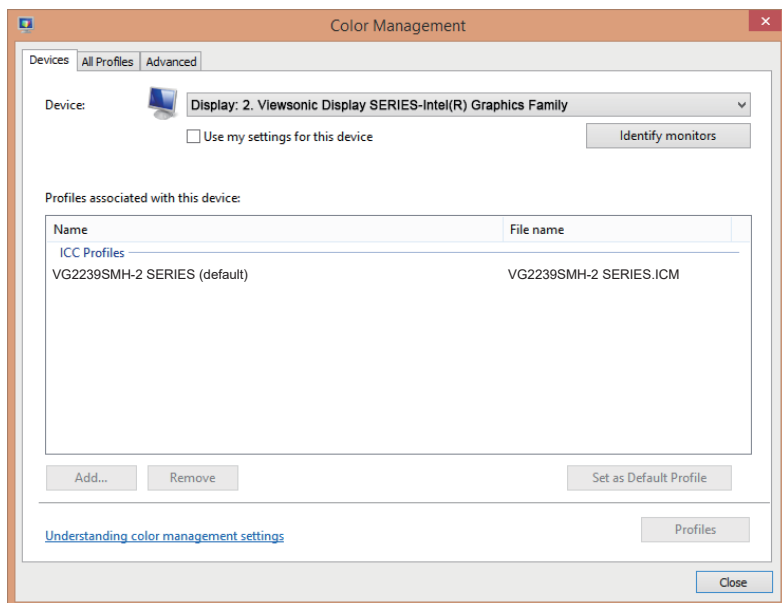 Color Management
Devices All Profiles Advanced
Device: Display: 2. Viewsonic Display SERIES-Intel(R) Graphics Family
Use my settings for this device Identify monitors
Profiles associated with this device:
Name File name
ICC Profiles
VG2239SMH-2 SERIES (default) VG2239SMH-2 SERIES.ICM
Add... Remove Set as Default Profile
Understanding color management settings Profiles
Close